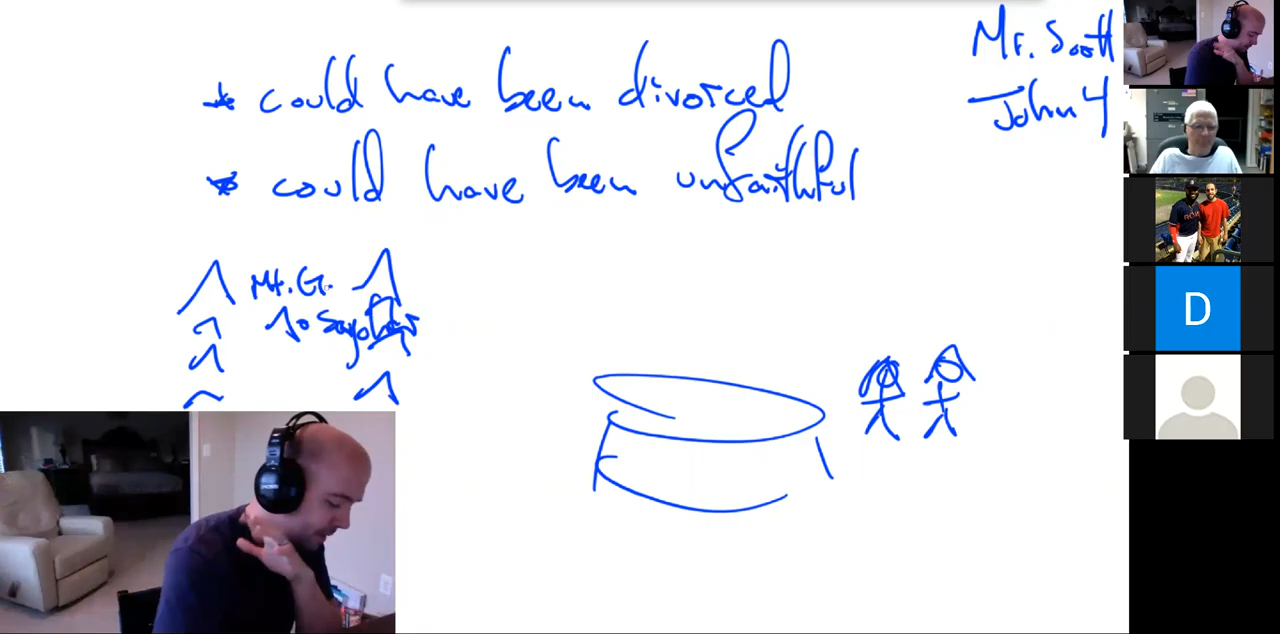 Mr. Scott
John 4
* could have been divorced
* could have been unfaithful
Mt. G.
D